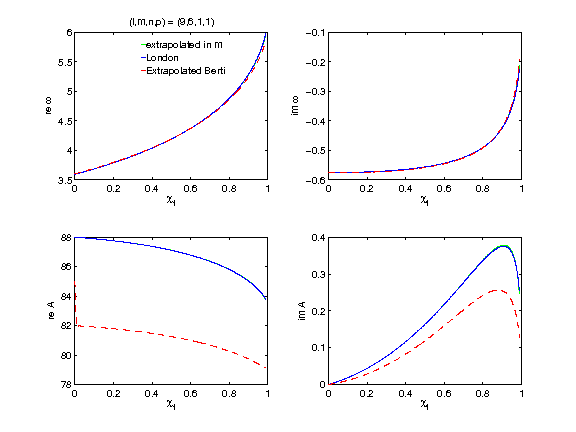 (l,m,n,p) = (9,6,1,1)
extrapolated in m
London
Extrapolated Berti
6
5.5
5
4.5
4
3.5
re ω
0 0.2 0.4 0.6 0.8 1
χf
−0.1
−0.2
−0.3
−0.4
−0.5
−0.6
im ω
0 0.2 0.4 0.6 0.8 1
χf
88
86
84
82
80
78
re A
0 0.2 0.4 0.6 0.8 1
χf
0.4
0.3
0.2
0.1
0
im A
0 0.2 0.4 0.6 0.8 1
χf